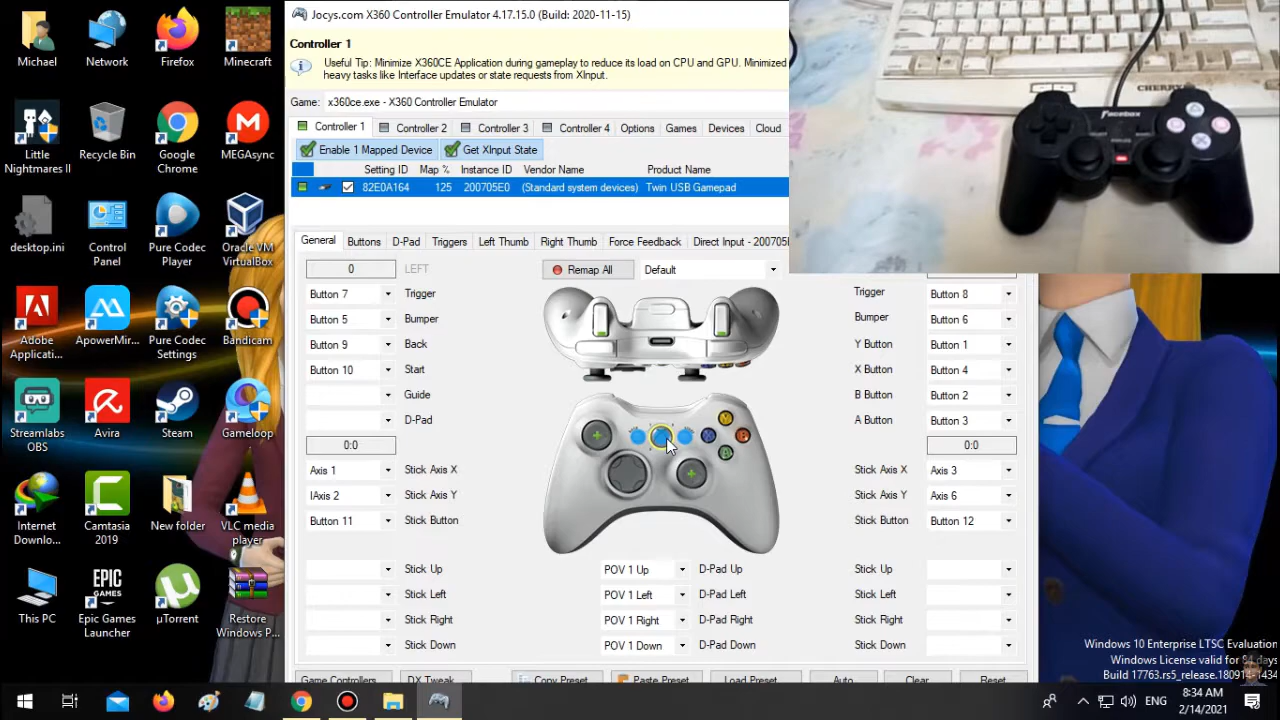 Michael
Network
Firefox
Minecraft
Little
Nightmares II
Recycle Bin
Google
Chrome
MEGAsync
desktop.ini
Control
Panel
Pure Codec
Player
Oracle VM
VirtualBox
Adobe
Applicati...
ApowerMir...
Pure Codec
Settings
Bandicam
Streamlabs
OBS
Avira
Steam
Gameloop
Internet
Downlo...
Camtasia
2019
New folder
VLC media
player
This PC
Epic Games
Launcher
µTorrent
Restore
Windows P...
EPIC
GAMES
Jocys.com X360 Controller Emulator 4.17.15.0 (Build: 2020-11-15)
Controller 1
Useful Tip: Minimize X360CE Application during gameplay to reduce its load on CPU and GPU. Minimized
heavy tasks like Interface updates or state requests from XInput.
Game: x360ce.exe - X360 Controller Emulator
Controller 1 Controller 2 Controller 3 Controller 4 Options Games Devices Cloud
Enable 1 Mapped Device Get XInput State
Setting ID Map % Instance ID Vendor Name Product Name
82E0A164 125 200705E0 (Standard system devices) Twin USB Gamepad
General Buttons D-Pad Triggers Left Thumb Right Thumb Force Feedback Direct Input - 200705
0 LEFT Remap All Default
Button 7 Trigger Trigger Button 8
Button 5 Bumper Bumper Button 6
Button 9 Back Y Button Button 1
Button 10 Start X Button Button 4
Guide B Button Button 2
D-Pad A Button Button 3
0:0 0:0
Axis 1 Stick Axis X Stick Axis X Axis 3
IAxis 2 Stick Axis Y Stick Axis Y Axis 6
Button 11 Stick Button Stick Button Button 12
Stick Up POV 1 Up D-Pad Up Stick Up
Stick Left POV 1 Left D-Pad Left Stick Left
Stick Right POV 1 Right D-Pad Right Stick Right
Stick Down POV 1 Down D-Pad Down Stick Down
Game Controllers... DX Tweak... Copy Preset Paste Preset Load Preset... Auto... Clear... Reset
CHERRY
Facebox
Windows 10 Enterprise LTSC Evaluation
Windows License valid for 84 days
Build 17763.rs5_release.180914-1434
ENG
8:34 AM
2/14/2021